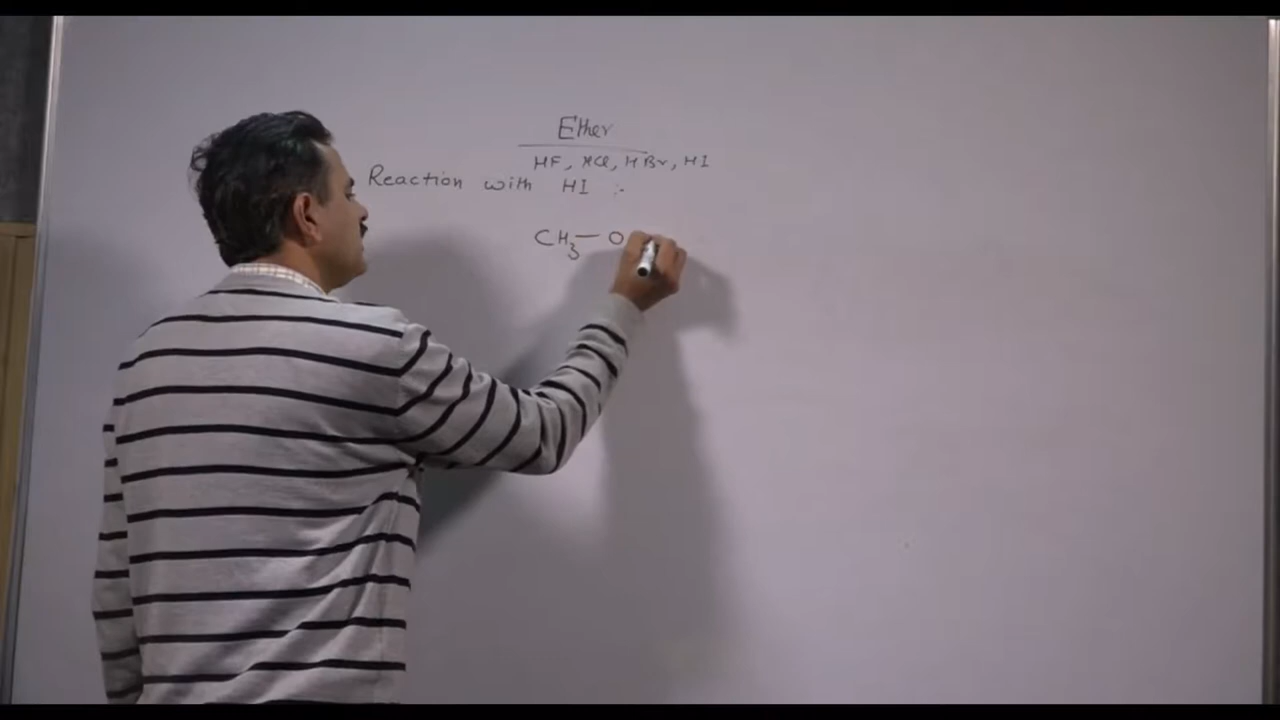 Ether
HF, HCl, HBr, HI
Reaction with HI :-
CH3— O